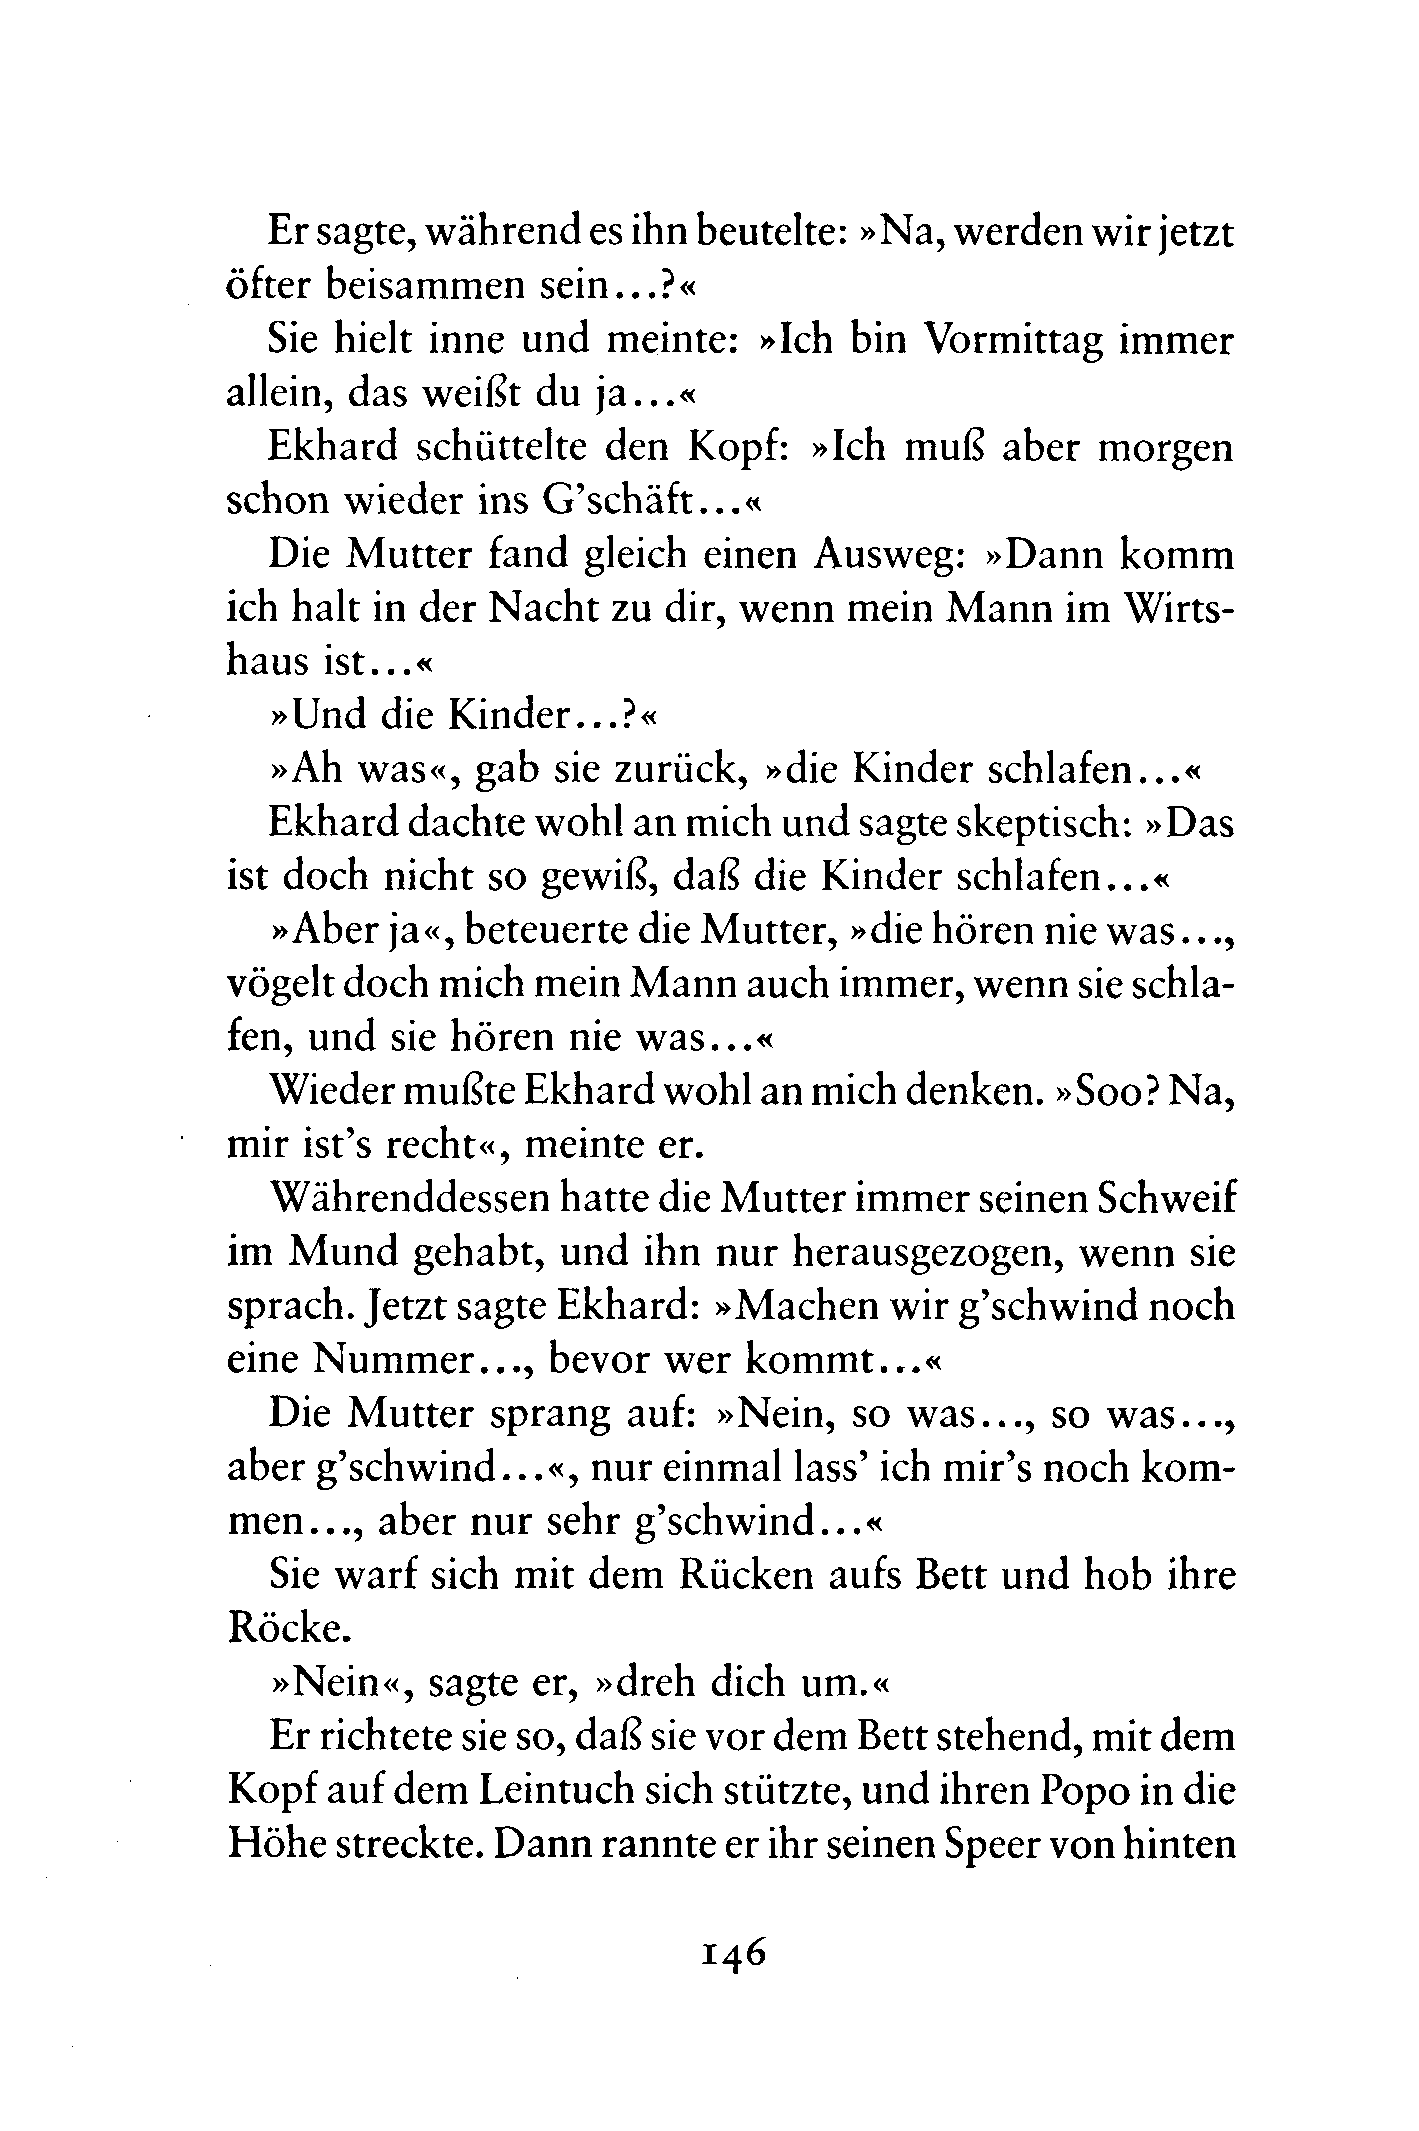 Er sagte, während es ihn beutelte: »Na, werden wir jetzt
öfter beisammen sein...?«
Sie hielt inne und meinte: »Ich bin Vormittag immer
allein, das weißt du ja...«
Ekhard schüttelte den Kopf: »Ich muß aber morgen
schon wieder ins G'schäft...«
Die Mutter fand gleich einen Ausweg: »Dann komm
ich halt in der Nacht zu dir, wenn mein Mann im Wirts-
haus ist...«
»Und die Kinder...?«
»Ah was«, gab sie zurück, »die Kinder schlafen...«
Ekhard dachte wohl an mich und sagte skeptisch: »Das
ist doch nicht so gewiß, daß die Kinder schlafen...«
»Aber ja«, beteuerte die Mutter, »die hören nie was...,
vögelt doch mich mein Mann auch immer, wenn sie schla-
fen, und sie hören nie was...«
Wieder mußte Ekhard wohl an mich denken. »Soo? Na,
mir ist's recht«, meinte er.
Währenddessen hatte die Mutter immer seinen Schweif
im Mund gehabt, und ihn nur herausgezogen, wenn sie
sprach. Jetzt sagte Ekhard: »Machen wir g'schwind noch
eine Nummer..., bevor wer kommt...«
Die Mutter sprang auf: »Nein, so was..., so was...,
aber g'schwind...«, nur einmal lass' ich mir's noch kom-
men..., aber nur sehr g'schwind...«
Sie warf sich mit dem Rücken aufs Bett und hob ihre
Röcke.
»Nein«, sagte er, »dreh dich um.«
Er richtete sie so, daß sie vor dem Bett stehend, mit dem
Kopf auf dem Leintuch sich stützte, und ihren Popo in die
Höhe streckte. Dann rannte er ihr seinen Speer von hinten
146